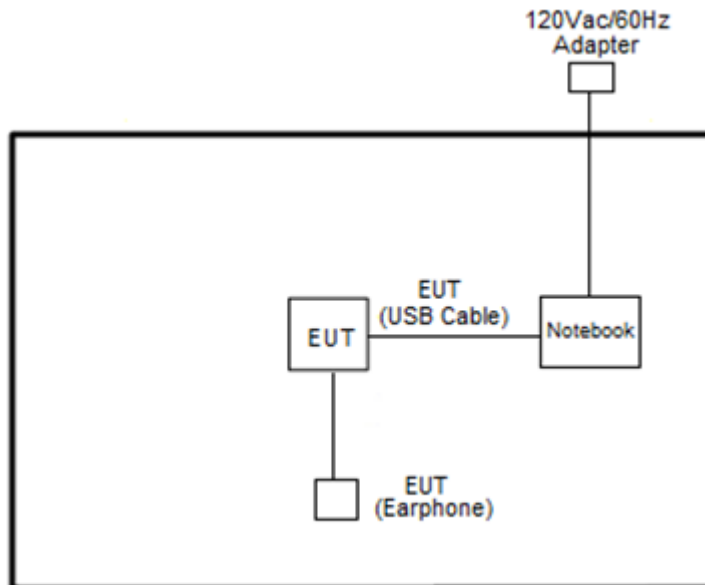 120Vac/60Hz
Adapter
EUT
(USB Cable)
EUT
Notebook
EUT
(Earphone)